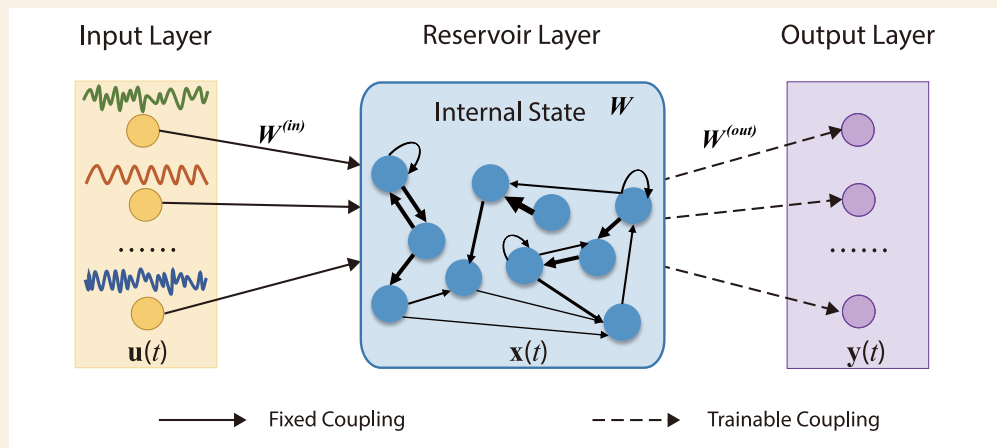 Input Layer
Reservoir Layer
Output Layer
Internal State W
W(in)
W(out)
......
......
u(t)
x(t)
y(t)
Fixed Coupling
Trainable Coupling